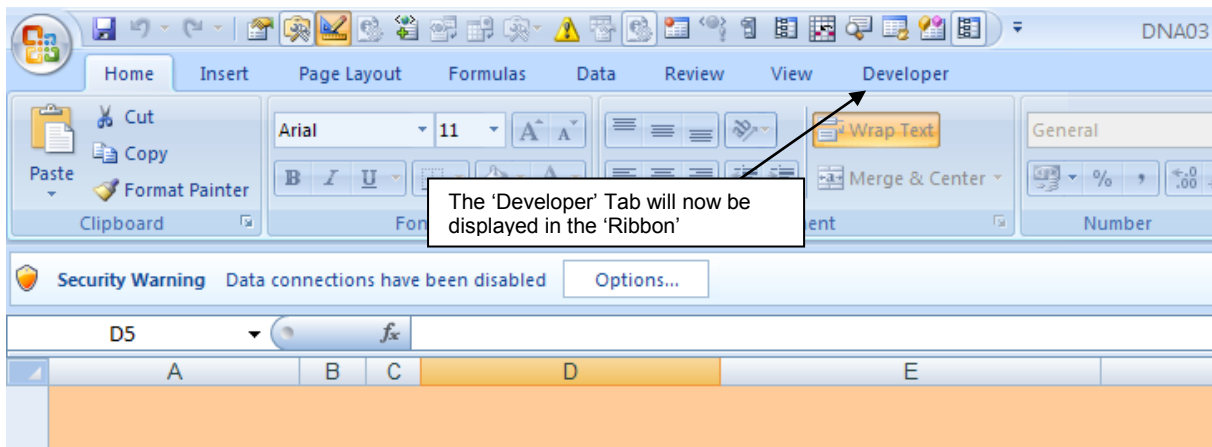 DNA03
Home Insert Page Layout Formulas Data Review View Developer
Paste
Cut
Copy
Format Painter
Clipboard
Arial 11 A A
B I U A
Fon
Wrap Text
Merge & Center
ent
General
% , .0 .00
Number
The ‘Developer’ Tab will now be
displayed in the ‘Ribbon’
Security Warning Data connections have been disabled Options...
D5 fx
A B C D E